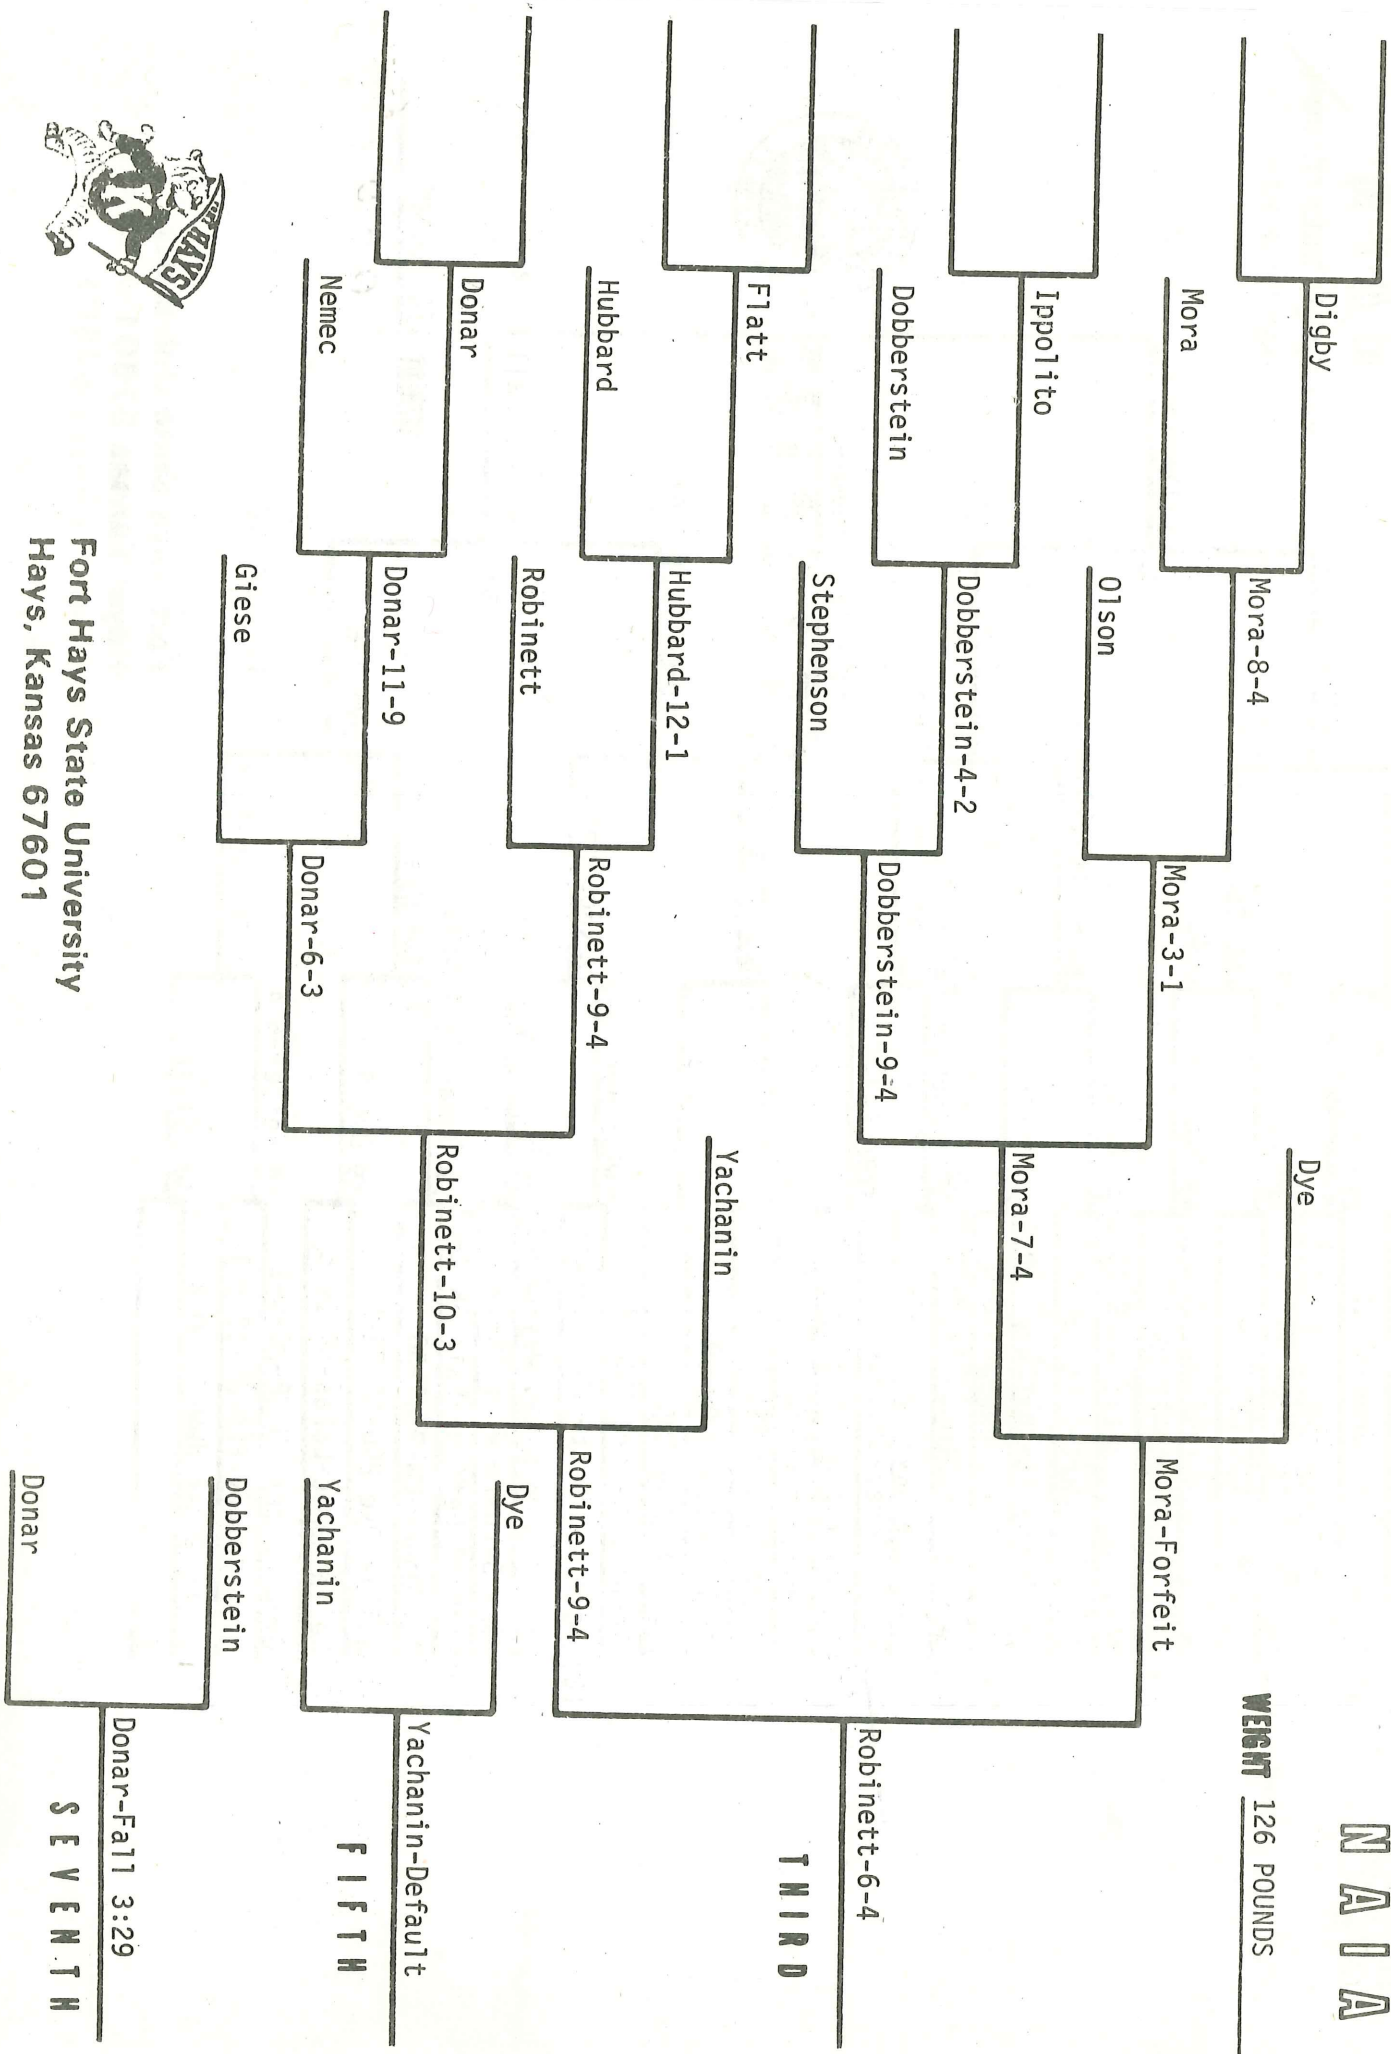 N A I A
WEIGHT 126 POUNDS
Digby
Mora
Ippolito
Dobberstein
Flatt
Hubbard
Donar
Nemec
Mora-8-4
Olson
Dobberstein-4-2
Stephenson
Hubbard-12-1
Robinett
Donar-11-9
Giese
Mora-3-1
Dobberstein-9-4
Robinett-9-4
Donar-6-3
Dye
Mora-7-4
Yachanin
Robinett-10-3
Mora-Forfeit
Robinett-9-4
Robinett-6-4
THIRD
Dye
Yachanin
Yachanin-Default
FIFTH
Dobberstein
Donar
Donar-Fall 3:29
SEVENTH
HAYS
K
Fort Hays State University
Hays, Kansas 67601